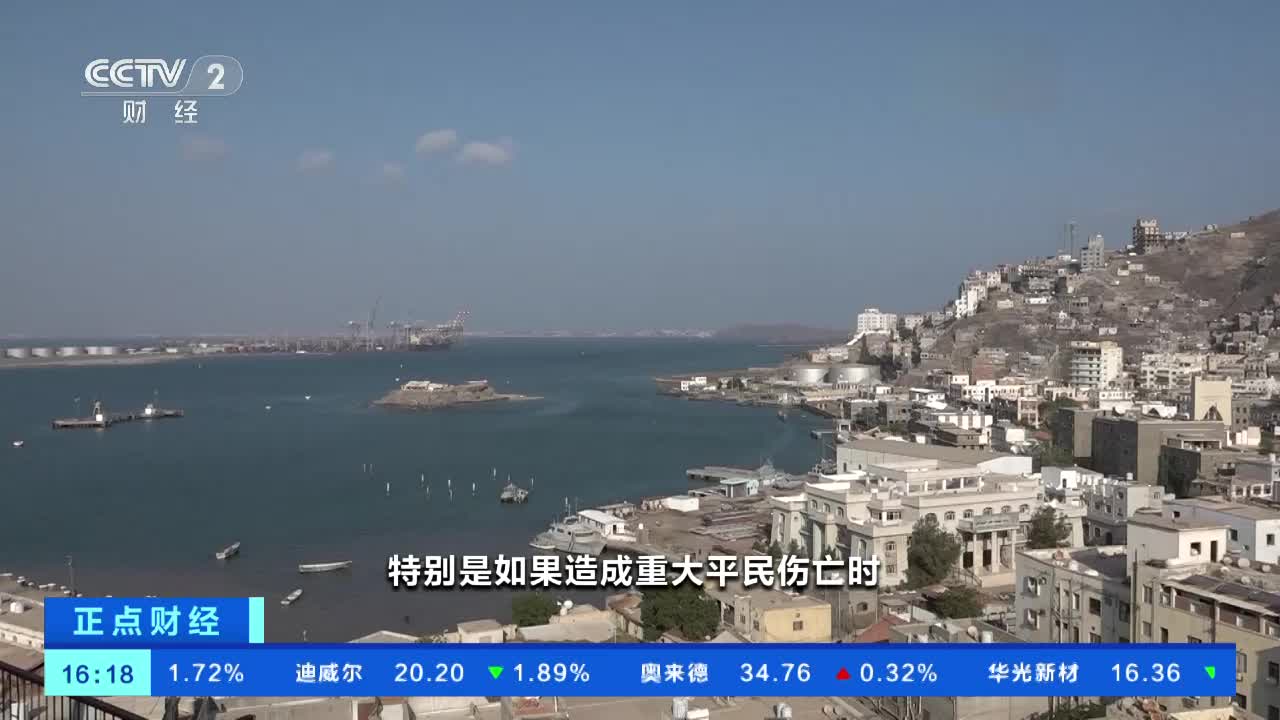 CCTV 2
财 经
特别是如果造成重大平民伤亡时
正点财经
16:18 1.72% 迪威尔 20.20 ▼1.89% 奥来德 34.76 ▲0.32% 华光新材 16.36 ▼